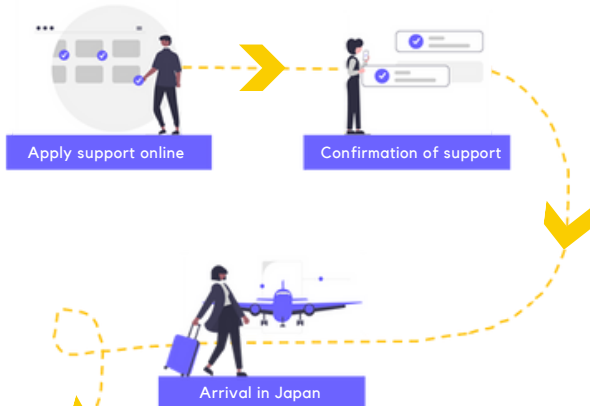 Apply support online
Confirmation of support
Arrival in Japan